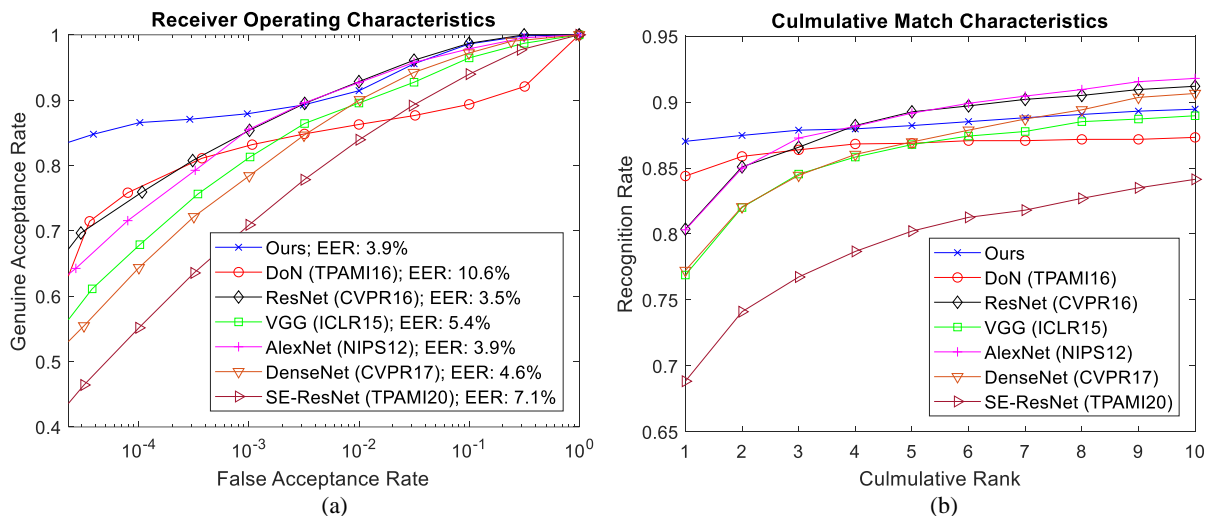 Receiver Operating Characteristics
Genuine Acceptance Rate
1
0.9
0.8
0.7
0.6
0.5
0.4
Ours; EER: 3.9%
DoN (TPAMI16); EER: 10.6%
ResNet (CVPR16); EER: 3.5%
VGG (ICLR15); EER: 5.4%
AlexNet (NIPS12); EER: 3.9%
DenseNet (CVPR17); EER: 4.6%
SE-ResNet (TPAMI20); EER: 7.1%
10⁻⁴ 10⁻³ 10⁻² 10⁻¹ 10⁰
False Acceptance Rate
(a)
Culmulative Match Characteristics
Recognition Rate
0.95
0.9
0.85
0.8
0.75
0.7
0.65
Ours
DoN (TPAMI16)
ResNet (CVPR16)
VGG (ICLR15)
AlexNet (NIPS12)
DenseNet (CVPR17)
SE-ResNet (TPAMI20)
1 2 3 4 5 6 7 8 9 10
Culmulative Rank
(b)